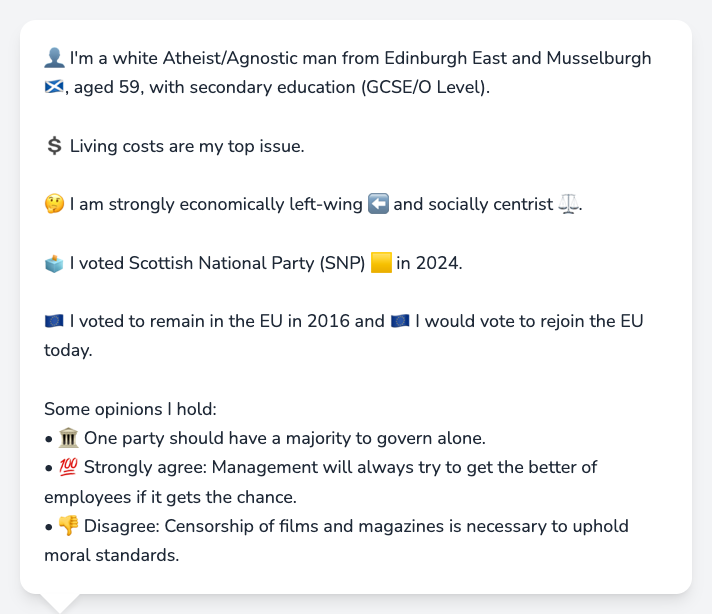 👤 I'm a white Atheist/Agnostic man from Edinburgh East and Musselburgh
🏴󠁧󠁢󠁳󠁣󠁴󠁿, aged 59, with secondary education (GCSE/O Level).
💲 Living costs are my top issue.
🤔 I am strongly economically left-wing ⬅️ and socially centrist ⚖️.
🗳️ I voted Scottish National Party (SNP) 🟨 in 2024.
🇪🇺 I voted to remain in the EU in 2016 and 🇪🇺 I would vote to rejoin the EU
today.
Some opinions I hold:
• 🏛️ One party should have a majority to govern alone.
• 💯 Strongly agree: Management will always try to get the better of
employees if it gets the chance.
• 👎 Disagree: Censorship of films and magazines is necessary to uphold
moral standards.